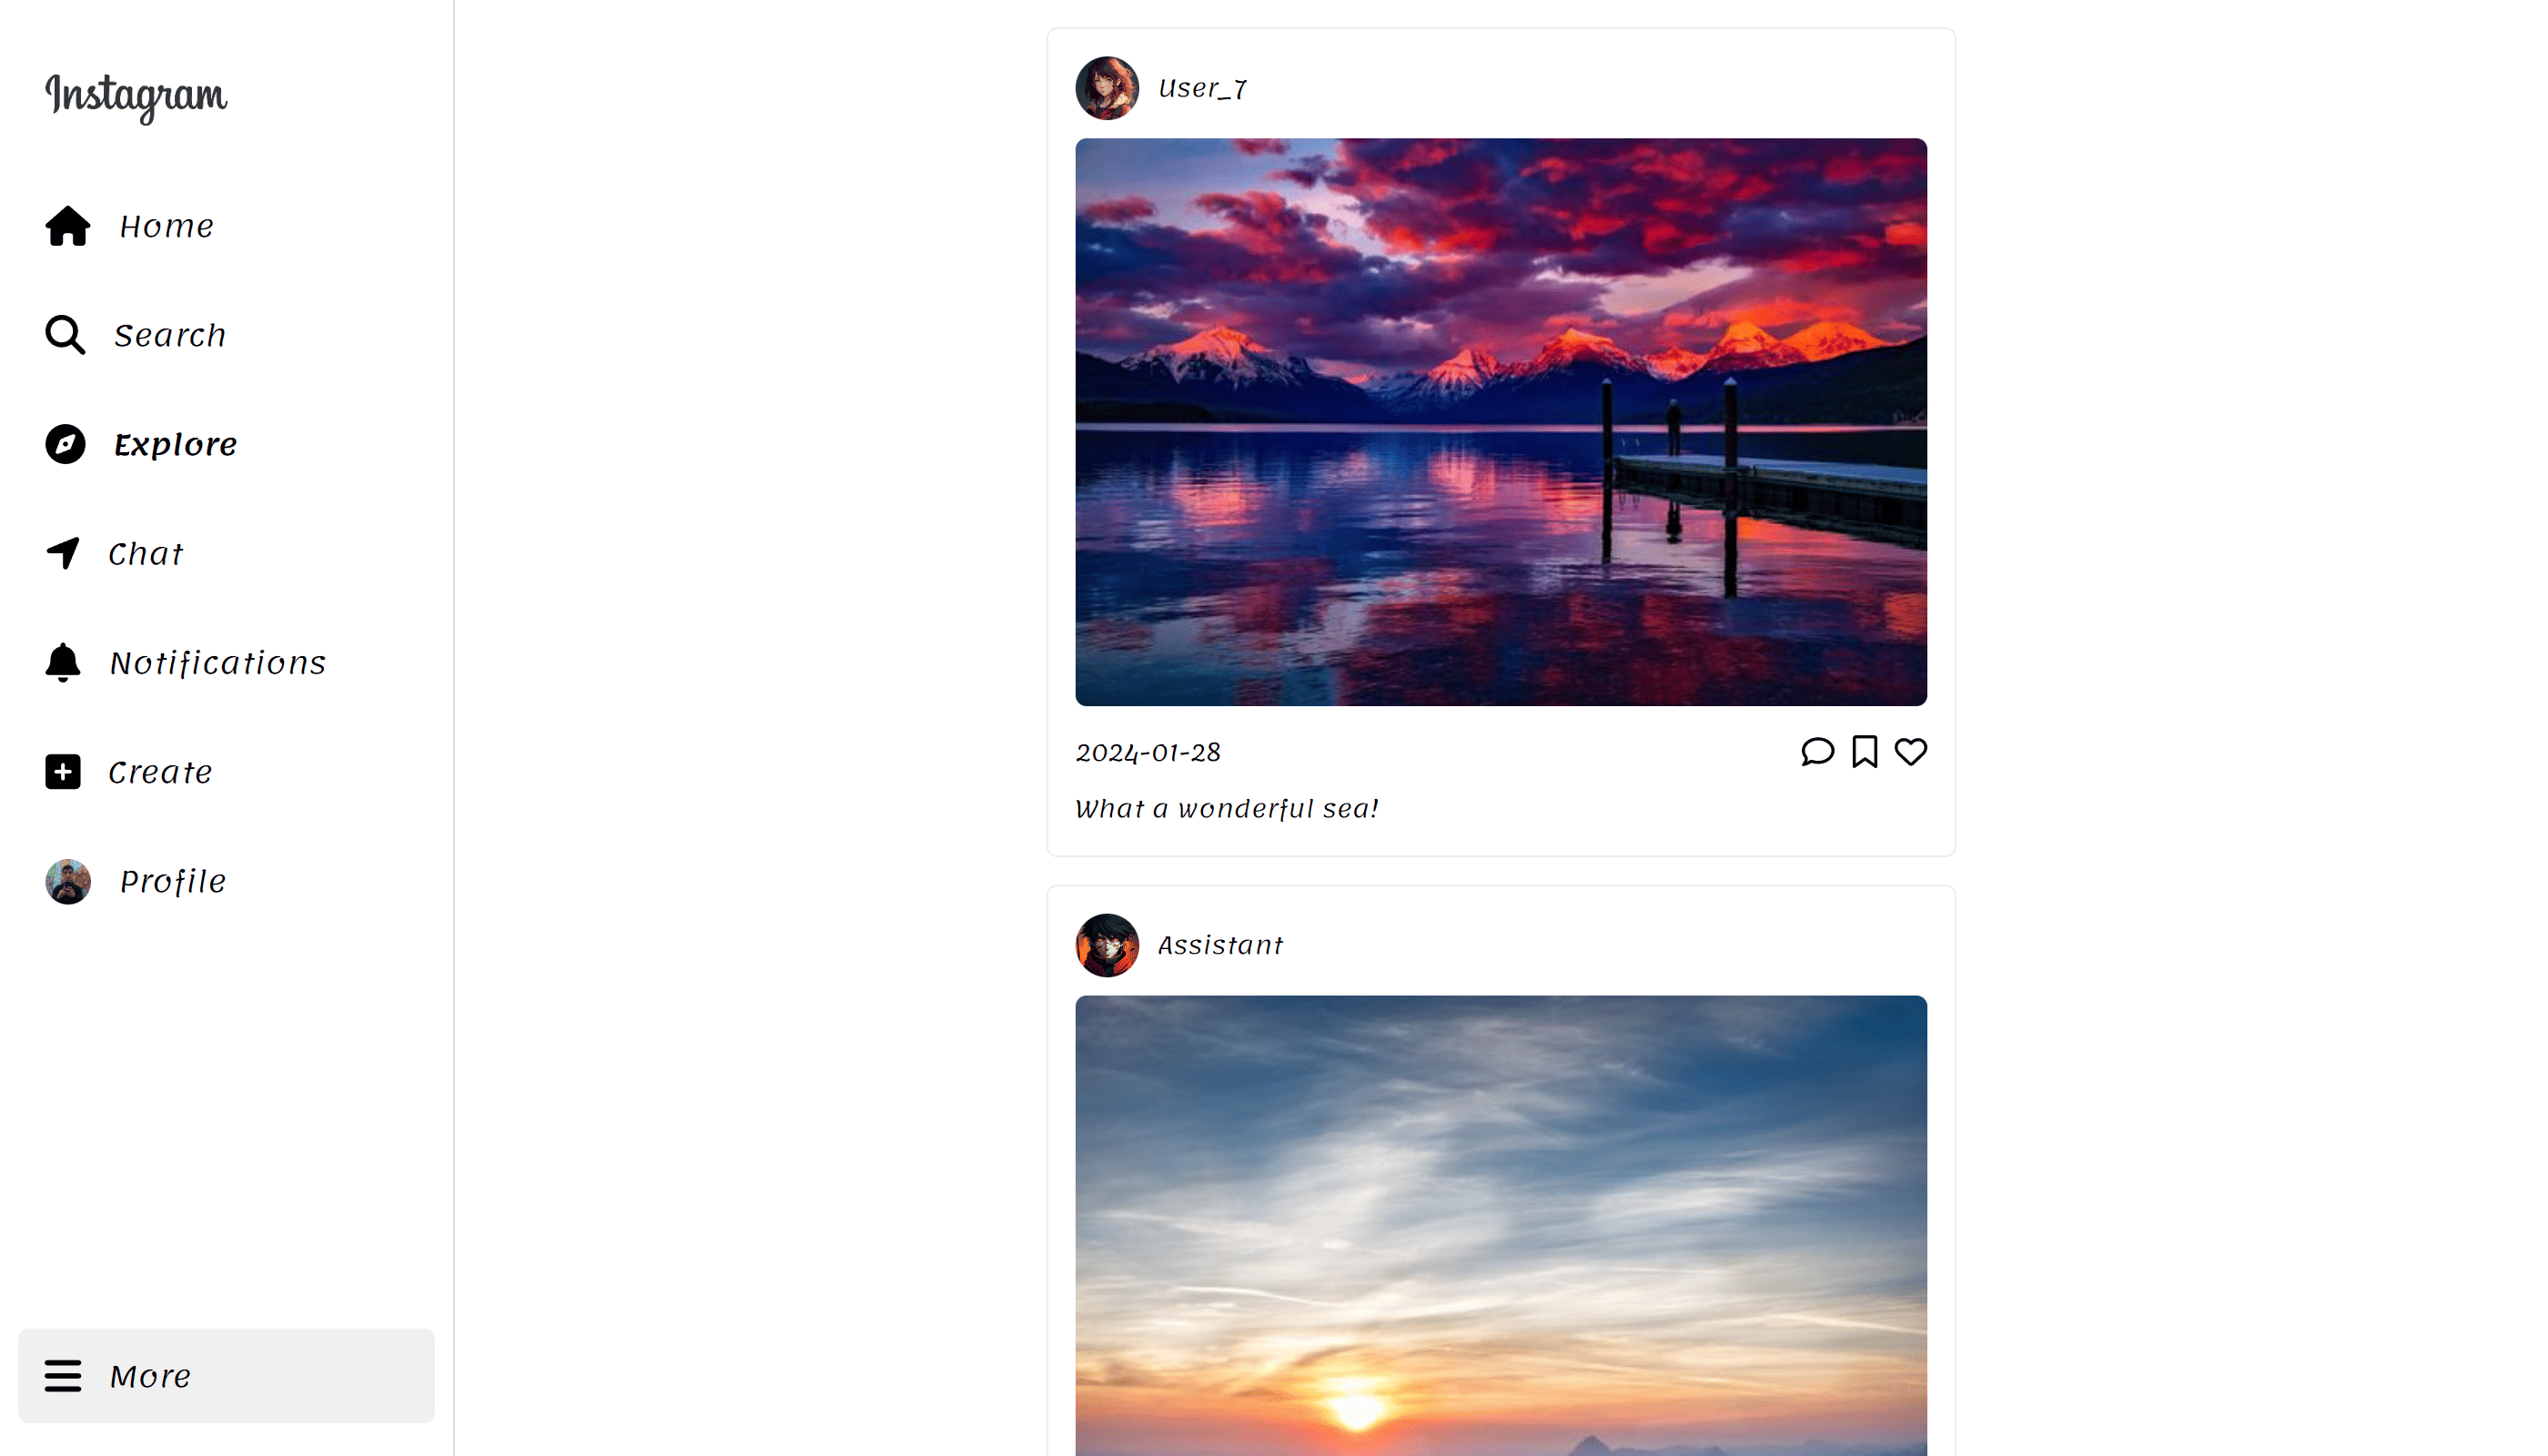 Instagram
Home
Search
Explore
Chat
Notifications
Create
Profile
More
User_7
2024-01-28
What a wonderful sea!
Assistant